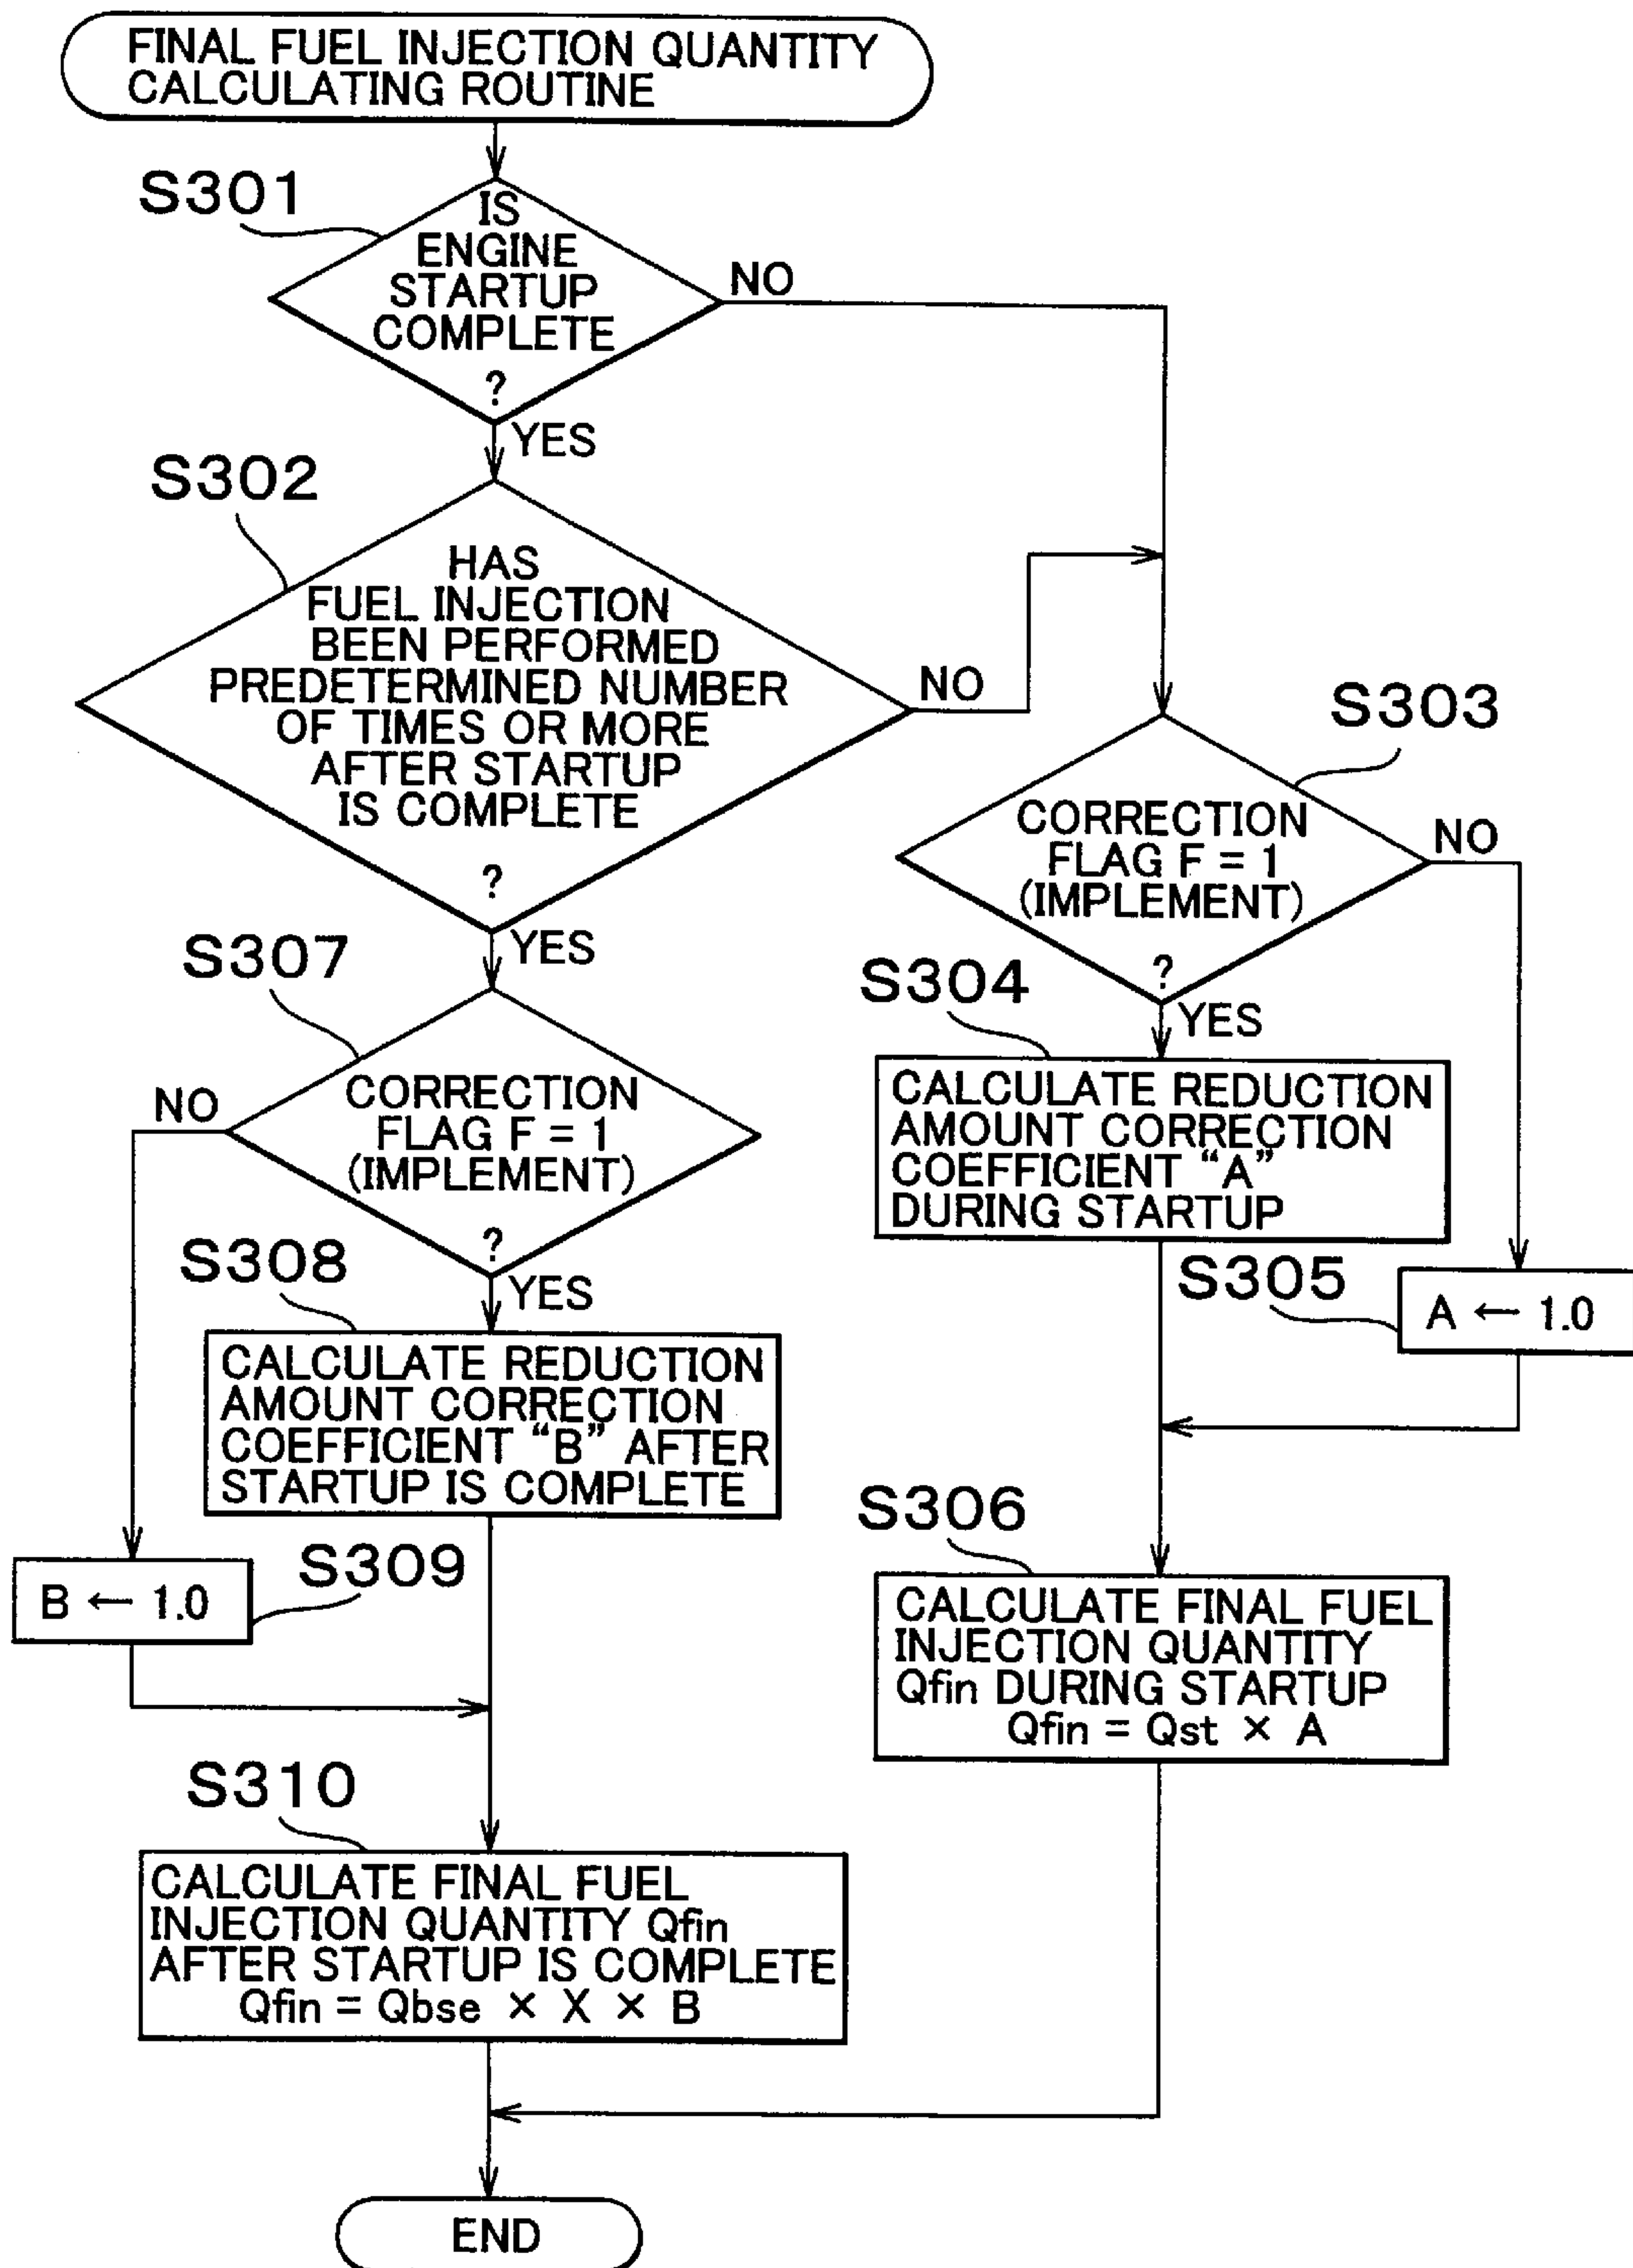 FINAL FUEL INJECTION QUANTITY
CALCULATING ROUTINE
S301
IS
ENGINE
STARTUP
COMPLETE
?
NO
YES
S302
HAS
FUEL INJECTION
BEEN PERFORMED
PREDETERMINED NUMBER
OF TIMES OR MORE
AFTER STARTUP
IS COMPLETE
?
NO
YES
S303
CORRECTION
FLAG F = 1
(IMPLEMENT)
?
NO
YES
S304
CALCULATE REDUCTION
AMOUNT CORRECTION
COEFFICIENT “A”
DURING STARTUP
S305
A ← 1.0
S306
CALCULATE FINAL FUEL
INJECTION QUANTITY
Qfin DURING STARTUP
Qfin = Qst × A
S307
CORRECTION
FLAG F = 1
(IMPLEMENT)
?
NO
YES
S308
CALCULATE REDUCTION
AMOUNT CORRECTION
COEFFICIENT “B” AFTER
STARTUP IS COMPLETE
S309
B ← 1.0
S310
CALCULATE FINAL FUEL
INJECTION QUANTITY Qfin
AFTER STARTUP IS COMPLETE
Qfin = Qbse × X × B
END